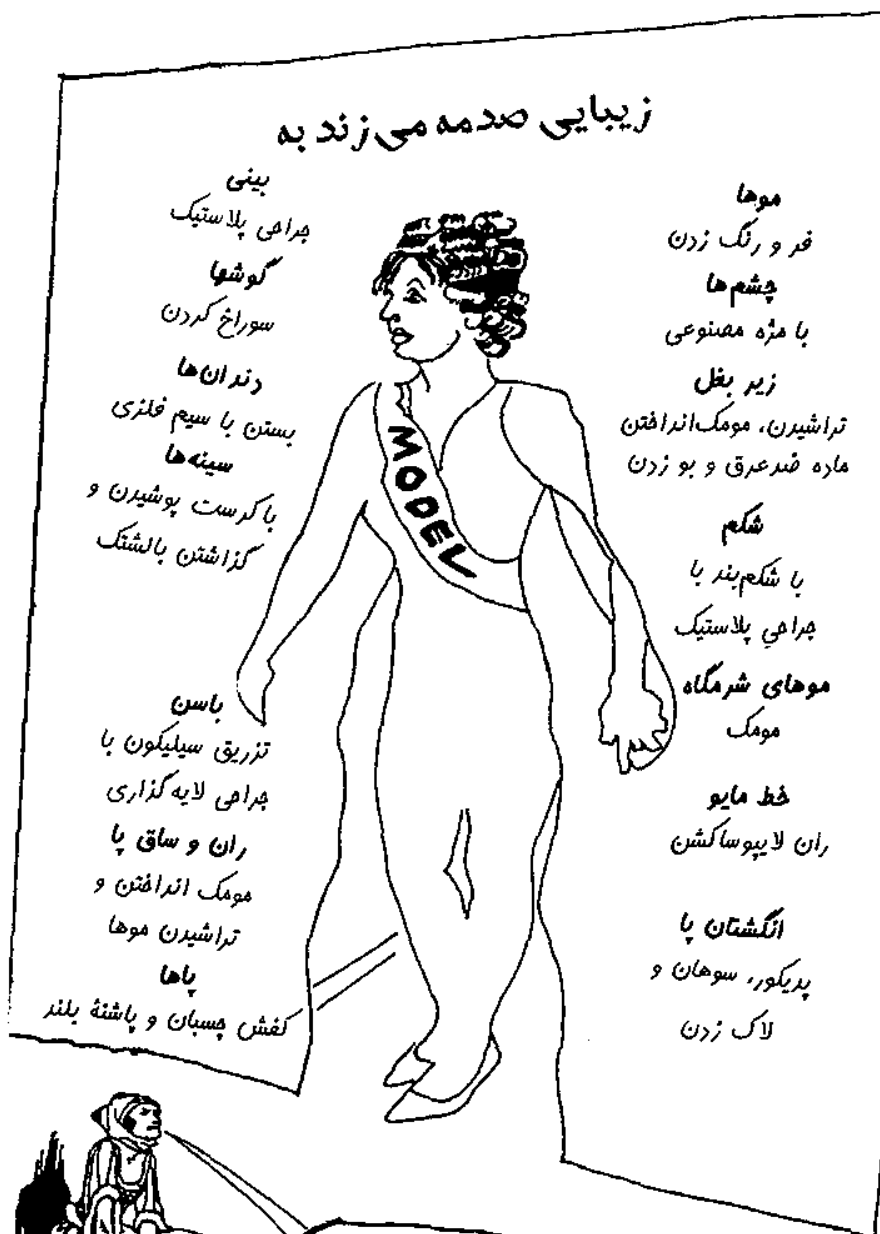 زیبایی صدمه می‌زند به
موها
فر و رنگ زدن
چشم‌ها
با مژه مصنوعی
زیر بغل
تراشیدن، مومک‌انداختن
ماده ضدعرق و بو زدن
شکم
با شکم‌بند با
جراحیِ پلاستیک
موهای شرمگاه
مومک
خط مایو
ران لایپوساکشن
انگشتان پا
پدیکور، سوهان و
لاک زدن
بینی
جراحی پلاستیک
گوشها
سوراخ کردن
دندان‌ها
بستن با سیم فلزی
سینه‌ها
با کرست پوشیدن و
گذاشتن بالشتک
باسن
تزریق سیلیکون با
جراحی لایه گذاری
ران و ساق پا
مومک انداختن و
تراشیدن موها
پاها
کفش چسبان و پاشنهٔ بلند
MODEL